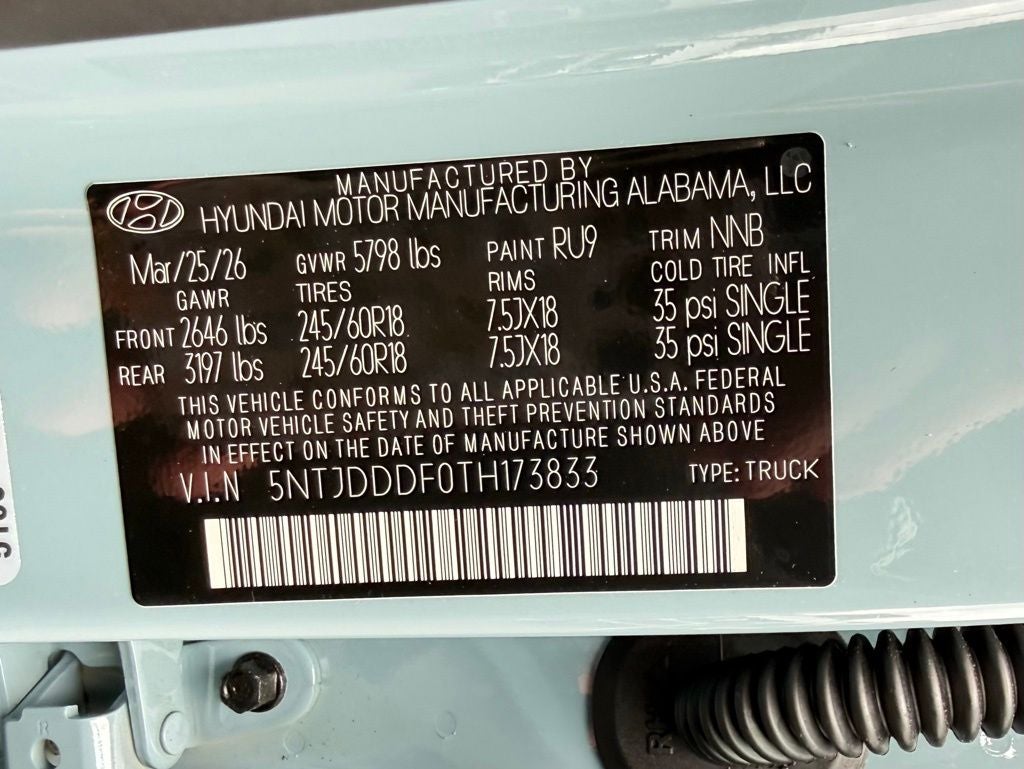 MANUFACTURED BY
HYUNDAI MOTOR MANUFACTURING ALABAMA, LLC
Mar/25/26 GVWR 5798 lbs PAINT RU9 TRIM NNB
GAWR TIRES RIMS COLD TIRE INFL
FRONT 2646 lbs 245/60R18 7.5JX18 35 psi SINGLE
REAR 3197 lbs 245/60R18 7.5JX18 35 psi SINGLE
THIS VEHICLE CONFORMS TO ALL APPLICABLE U.S.A. FEDERAL
MOTOR VEHICLE SAFETY AND THEFT PREVENTION STANDARDS
IN EFFECT ON THE DATE OF MANUFACTURE SHOWN ABOVE
V.I.N 5NTJDDDF0TH173833 TYPE: TRUCK
R